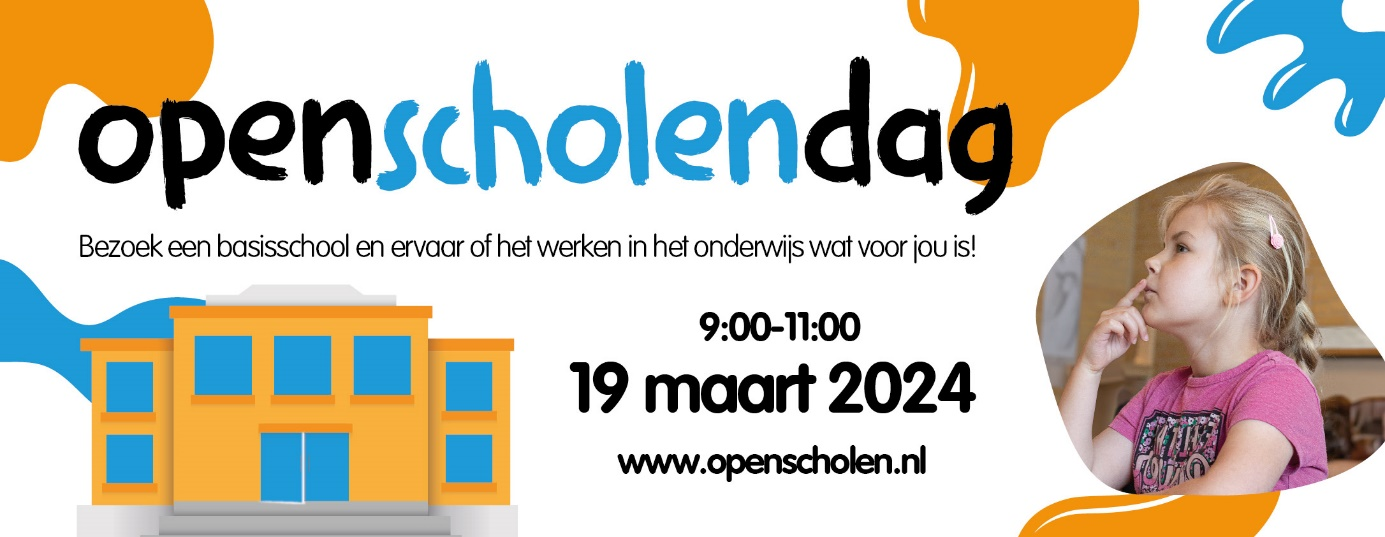 openscholendag
Bezoek een basisschool en ervaar of het werken in het onderwijs wat voor jou is!
9:00-11:00
19 maart 2024
www.openscholen.nl